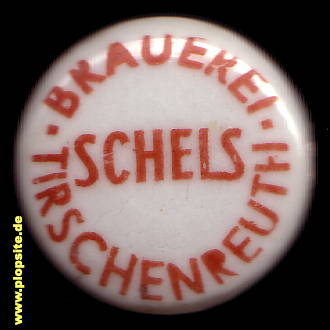 · BRAUEREI ·
SCHELS
TIRSCHENREUTH
www.plopsite.de